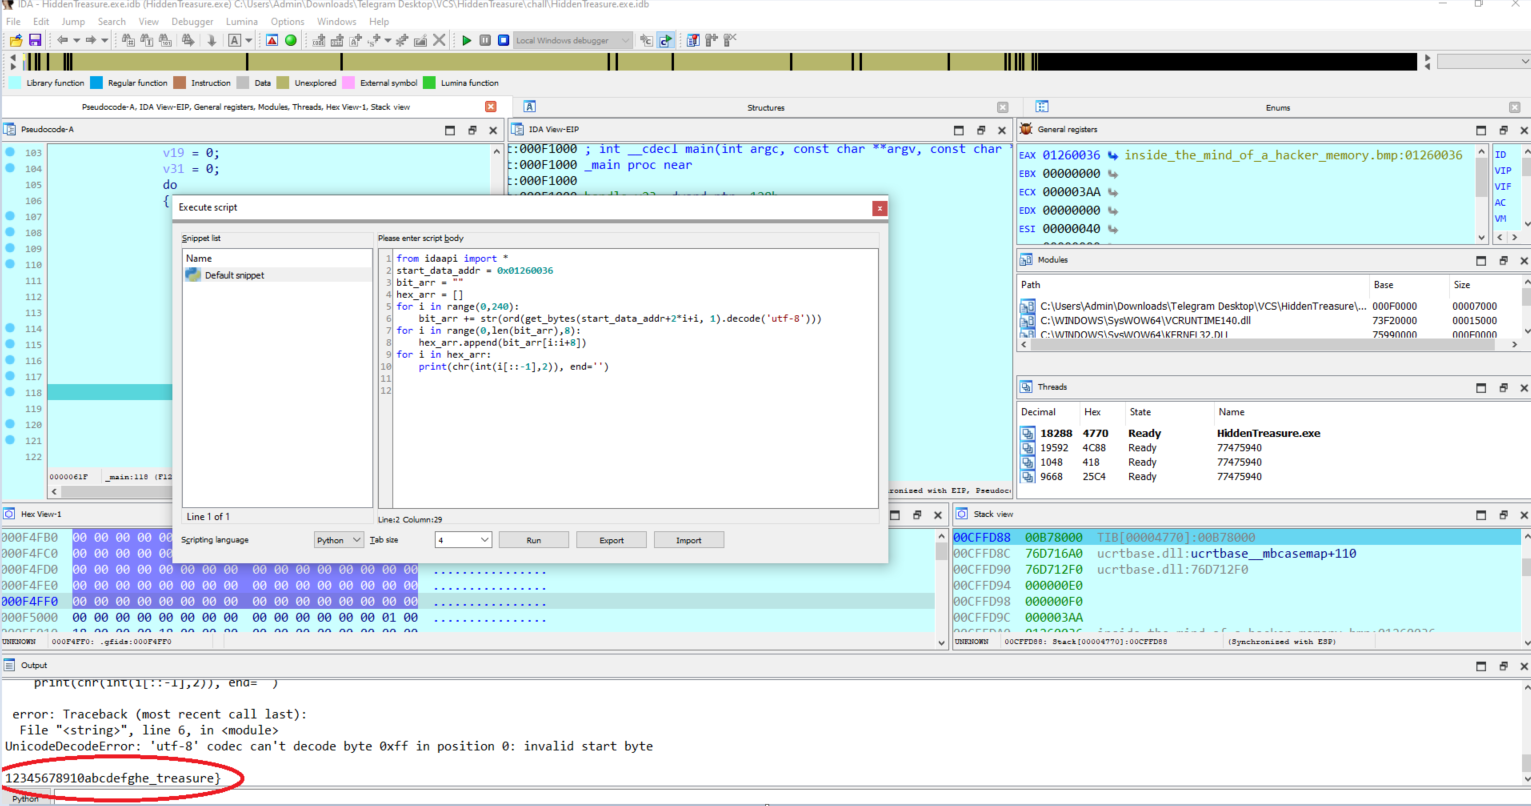 IDA - HiddenTreasure.exe.idb (HiddenTreasure.exe) C:\Users\Admin\Downloads\Telegram Desktop\VCS\HiddenTreasure\chall\HiddenTreasure.exe.idb
File Edit Jump Search View Debugger Lumina Options Windows Help
Local Windows debugger
Library function Regular function Instruction Data Unexplored External symbol Lumina function
Pseudocode-A, IDA View-EIP, General registers, Modules, Threads, Hex View-1, Stack view
Structures
Enums
Pseudocode-A
103 v19 = 0;
104 v31 = 0;
105 do
106 {
107
108
109
110
111
112
113
114
115
116
117
118
119
120
121
122
0000061F _main:118 (F12
IDA View-EIP
t:000F1000 ; int __cdecl main(int argc, const char **argv, const char *
t:000F1000 _main proc near
t:000F1000
ronized with EIP, Pseudoc
General registers
EAX 01260036 inside_the_mind_of_a_hacker_memory.bmp:01260036
EBX 00000000
ECX 000003AA
EDX 00000000
ESI 00000040
ID
VIP
VIF
AC
VM
Modules
Path Base Size
C:\Users\Admin\Downloads\Telegram Desktop\VCS\HiddenTreasure\... 000F0000 00007000
C:\WINDOWS\SysWOW64\VCRUNTIME140.dll 73F20000 00015000
C:\WINDOWS\SysWOW64\KERNEL32.DLL 75990000 000F0000
Threads
Decimal Hex State Name
18288 4770 Ready HiddenTreasure.exe
19592 4C88 Ready 77475940
1048 418 Ready 77475940
9668 25C4 Ready 77475940
Execute script
Snippet list
Name
Default snippet
Line 1 of 1
Please enter script body
1 from idaapi import *
2 start_data_addr = 0x01260036
3 bit_arr = ""
4 hex_arr = []
5 for i in range(0,240):
6 bit_arr += str(ord(get_bytes(start_data_addr+2*i+i, 1).decode('utf-8')))
7 for i in range(0,len(bit_arr),8):
8 hex_arr.append(bit_arr[i:i+8])
9 for i in hex_arr:
10 print(chr(int(i[::-1],2)), end='')
11
12
Line:2 Column:29
Scripting language Python Tab size 4 Run Export Import
Hex View-1
000F4FB0 00 00 00 00 00
000F4FC0 00 00 00 00 00
000F4FD0 00 00 00 00 00 00 00 00 00 00 00 00 00 00 00 00 ................
000F4FE0 00 00 00 00 00 00 00 00 00 00 00 00 00 00 00 00 ................
000F4FF0 00 00 00 00 00 00 00 00 00 00 00 00 00 00 00 00 ................
000F5000 00 00 00 00 00 00 00 00 00 00 00 00 00 00 01 00 ................
UNKNOWN 000F4FF0: .gfids:000F4FF0
Stack view
00CFFD88 00B78000 TIB[00004770]:00B78000
00CFFD8C 76D716A0 ucrtbase.dll:ucrtbase__mbcasemap+110
00CFFD90 76D712F0 ucrtbase.dll:76D712F0
00CFFD94 000000E0
00CFFD98 000000F0
00CFFD9C 000003AA
UNKNOWN 00CFFD88: Stack[00004770]:00CFFD88 (Synchronized with ESP)
Output
print(chr(int(i[::-1],2)), end='')
error: Traceback (most recent call last):
File "<string>", line 6, in <module>
UnicodeDecodeError: 'utf-8' codec can't decode byte 0xff in position 0: invalid start byte
12345678910abcdefghe_treasure}
Python